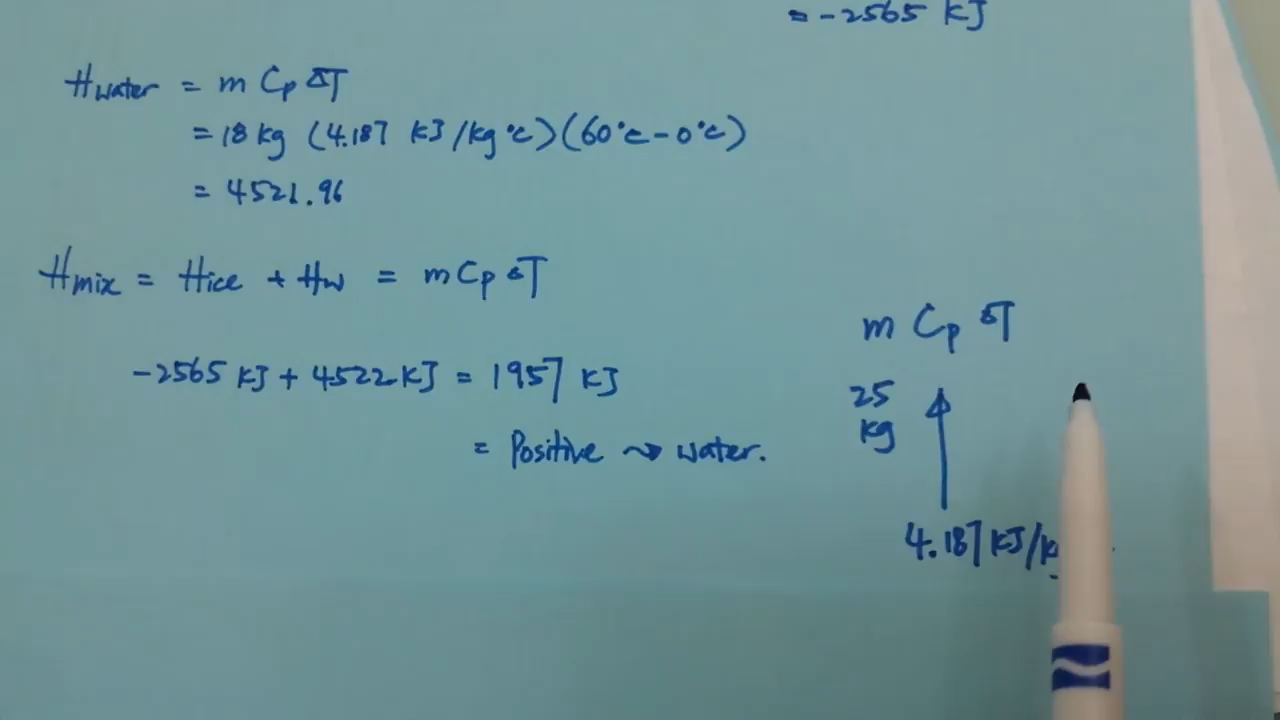 = -2565 KJ
Hwater = m Cp ΔT
= 18 kg (4.187 KJ/kg°c)(60°c - 0°c)
= 4521.96
Hmix = Hice + Hw = m Cp ΔT
-2565 KJ + 4522 KJ = 1957 KJ
= Positive ⇝ water.
m Cp ΔT
25
kg
4.187 KJ/k